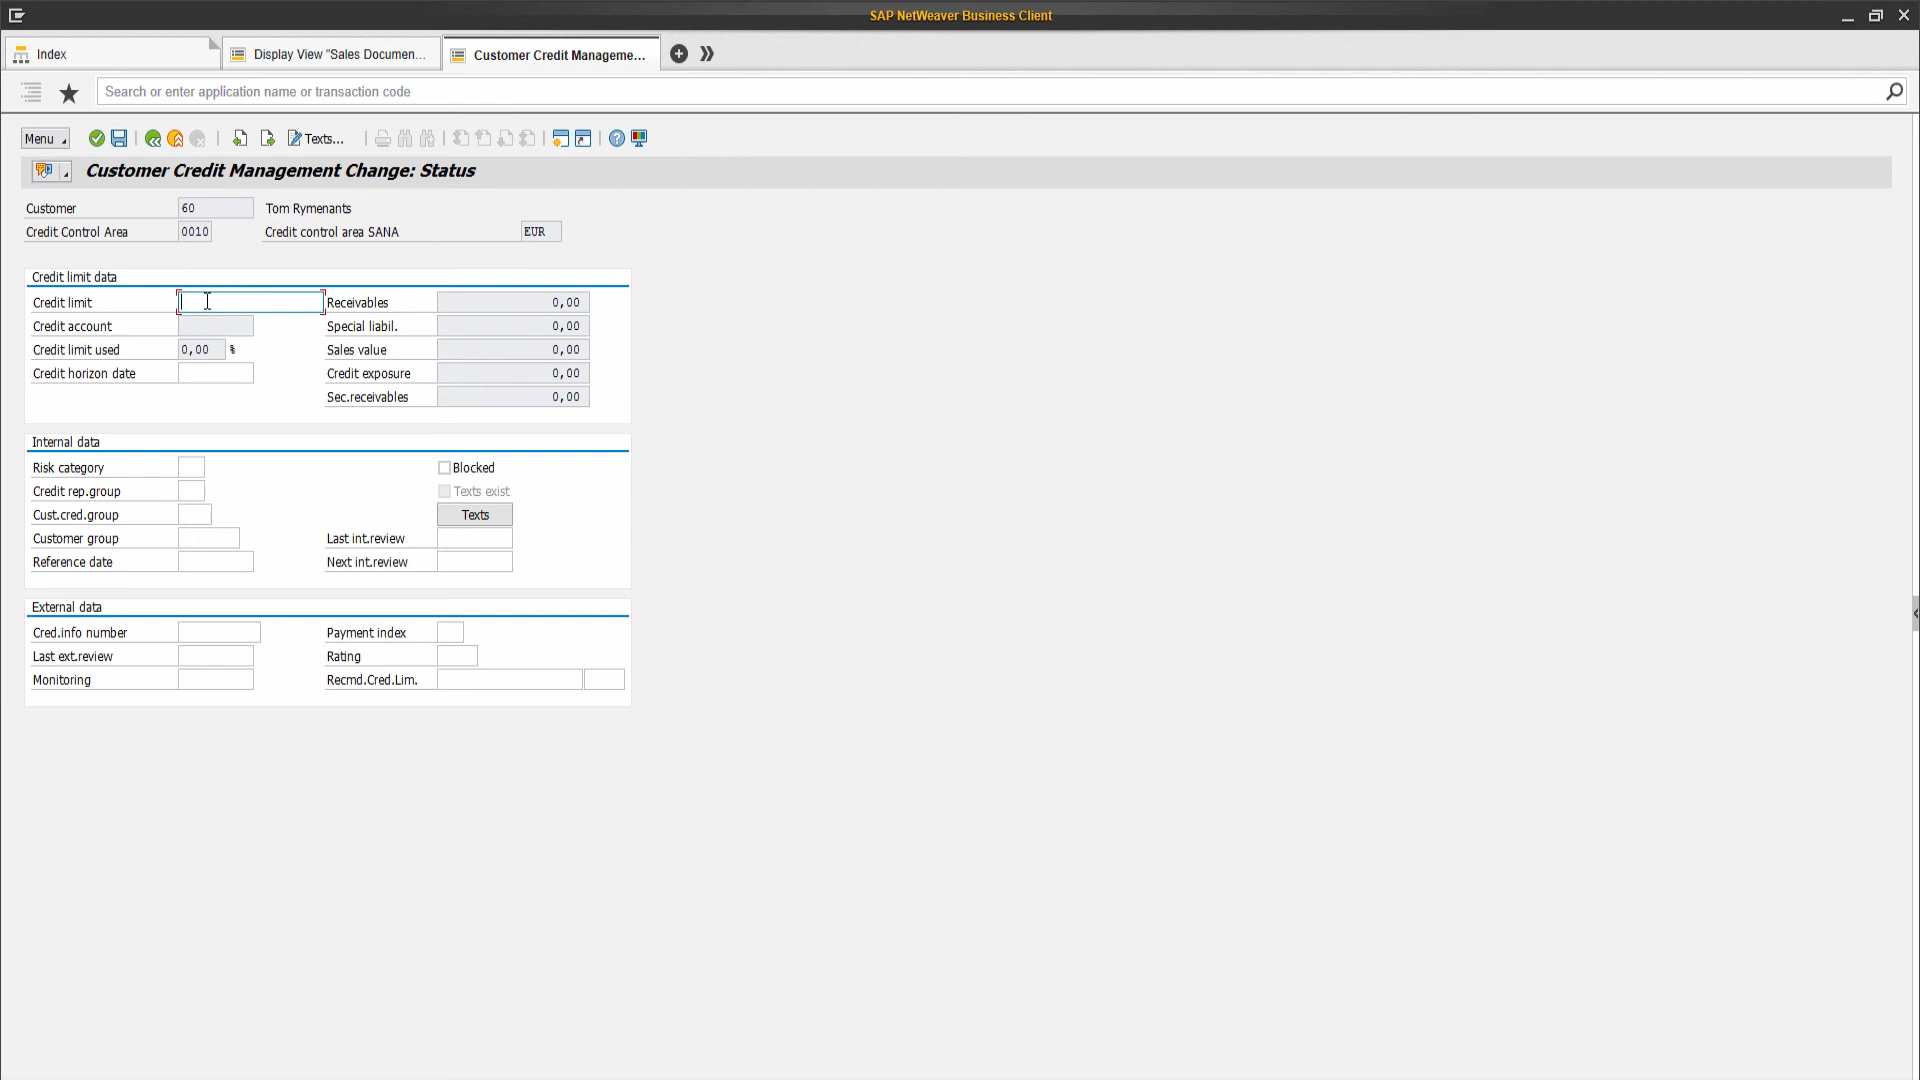 SAP NetWeaver Business Client
Index
Display View "Sales Documen...
Customer Credit Manageme...
Search or enter application name or transaction code
Menu
Texts...
Customer Credit Management Change: Status
Customer 60 Tom Rymenants
Credit Control Area 0010 Credit control area SANA EUR
Credit limit data
Credit limit Receivables 0,00
Credit account Special liabil. 0,00
Credit limit used 0,00 % Sales value 0,00
Credit horizon date Credit exposure 0,00
Sec.receivables 0,00
Internal data
Risk category Blocked
Credit rep.group Texts exist
Cust.cred.group Texts
Customer group Last int.review
Reference date Next int.review
External data
Cred.info number Payment index
Last ext.review Rating
Monitoring Recmd.Cred.Lim.